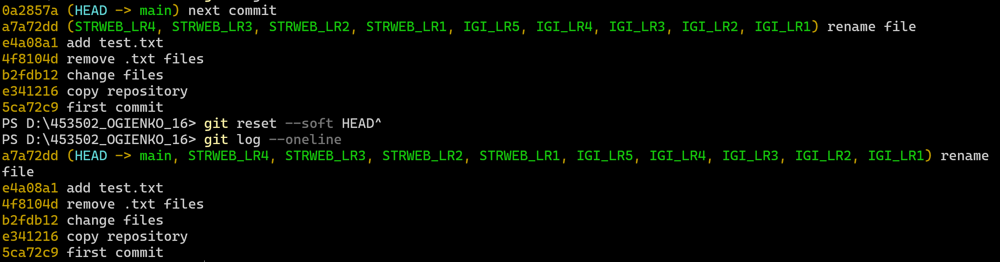 0a2857a (HEAD -> main) next commit
a7a72dd (STRWEB_LR4, STRWEB_LR3, STRWEB_LR2, STRWEB_LR1, IGI_LR5, IGI_LR4, IGI_LR3, IGI_LR2, IGI_LR1) rename file
e4a08a1 add test.txt
4f8104d remove .txt files
b2fdb12 change files
e341216 copy repository
5ca72c9 first commit
PS D:\453502_OGIENKO_16> git reset --soft HEAD^
PS D:\453502_OGIENKO_16> git log --oneline
a7a72dd (HEAD -> main, STRWEB_LR4, STRWEB_LR3, STRWEB_LR2, STRWEB_LR1, IGI_LR5, IGI_LR4, IGI_LR3, IGI_LR2, IGI_LR1) rename
file
e4a08a1 add test.txt
4f8104d remove .txt files
b2fdb12 change files
e341216 copy repository
5ca72c9 first commit